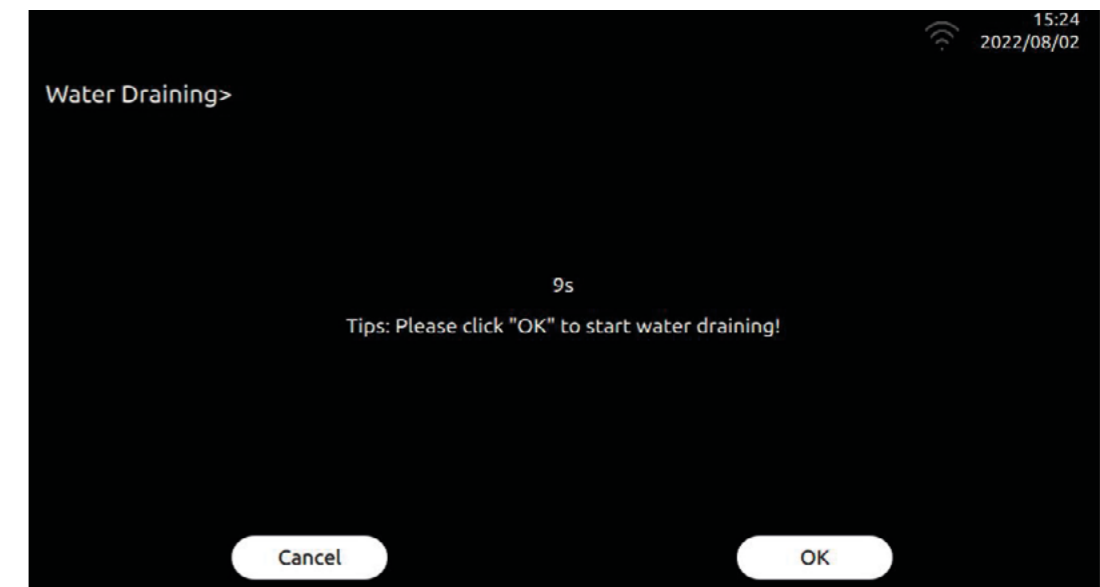 15:24
2022/08/02
Water Draining>
9s
Tips: Please click "OK" to start water draining!
Cancel
OK